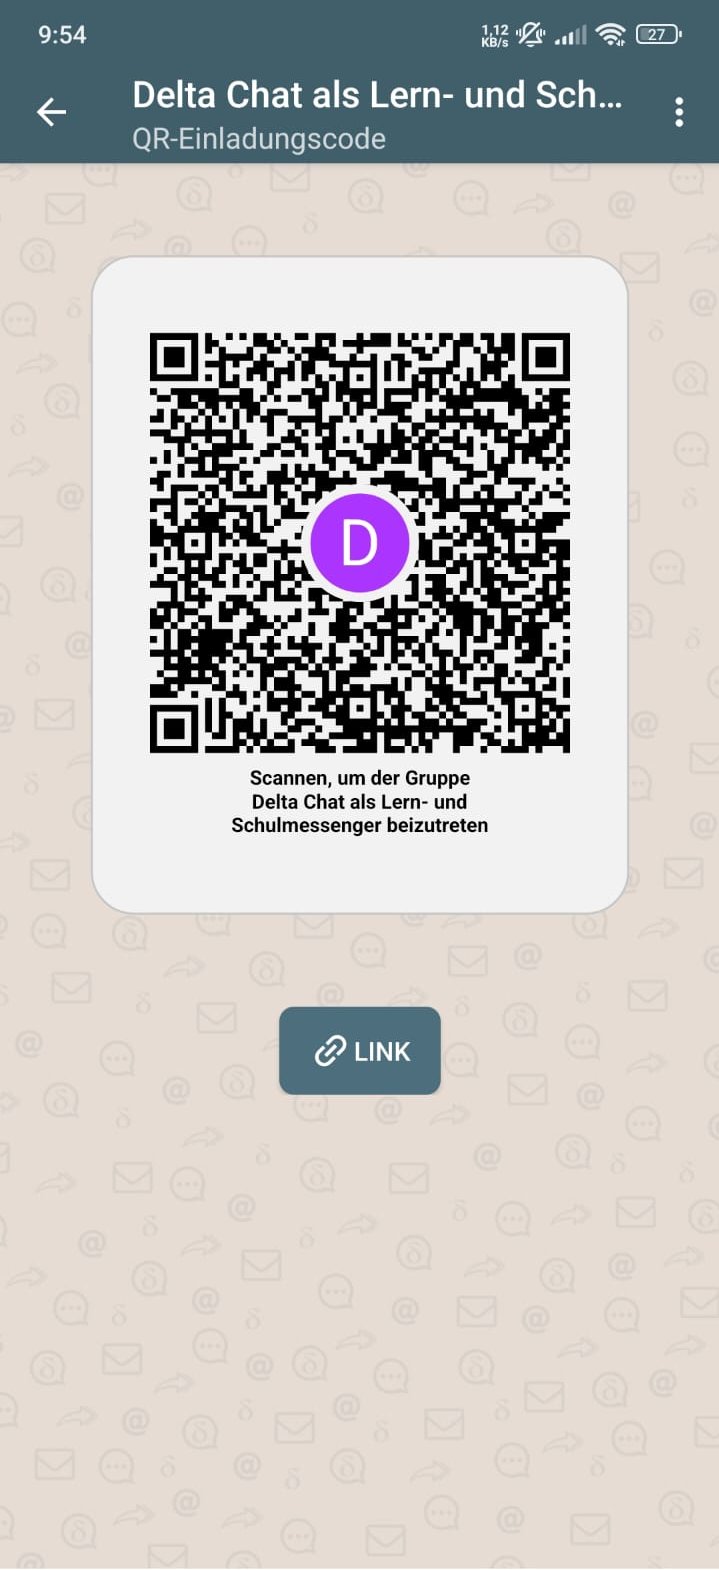 9:54
1,12
KB/s
27
Delta Chat als Lern- und Sch...
QR-Einladungscode
D
Scannen, um der Gruppe
Delta Chat als Lern- und
Schulmessenger beizutreten
LINK